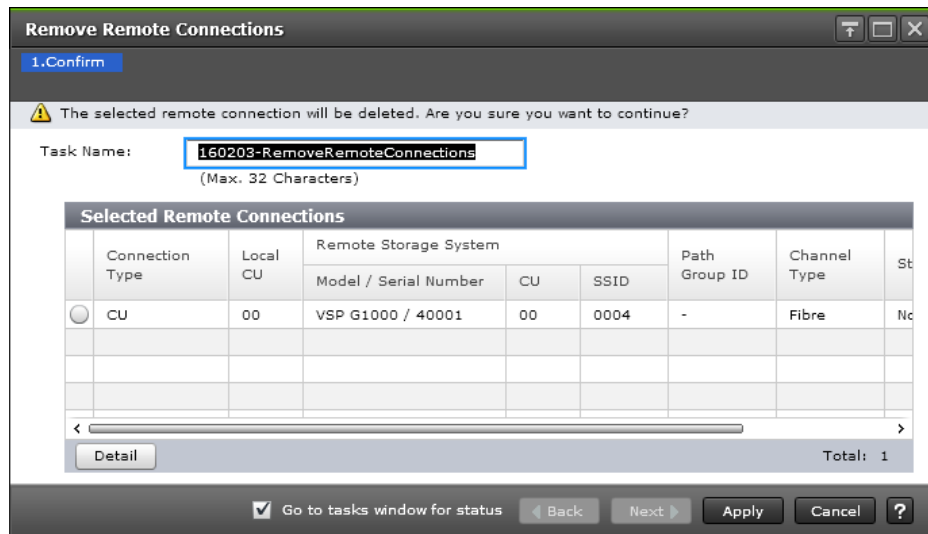 Remove Remote Connections
1.Confirm
The selected remote connection will be deleted. Are you sure you want to continue?
Task Name: 160203-RemoveRemoteConnections
(Max. 32 Characters)
Selected Remote Connections
Connection Type Local CU Remote Storage System Path Group ID Channel Type St
Model / Serial Number CU SSID
CU 00 VSP G1000 / 40001 00 0004 - Fibre No
Detail Total: 1
Go to tasks window for status Back Next Apply Cancel ?